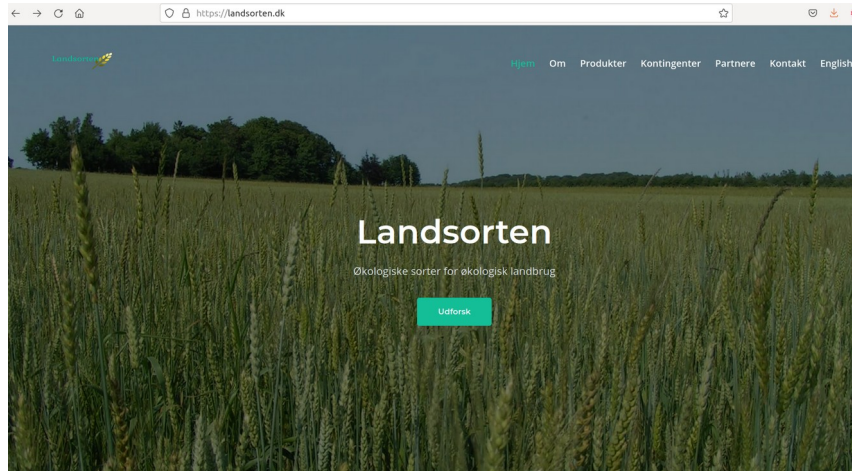 https://landsorten.dk
Landsorten
Hjem Om Produkter Kontingenter Partnere Kontakt English
Landsorten
Økologiske sorter for økologisk landbrug
Udforsk